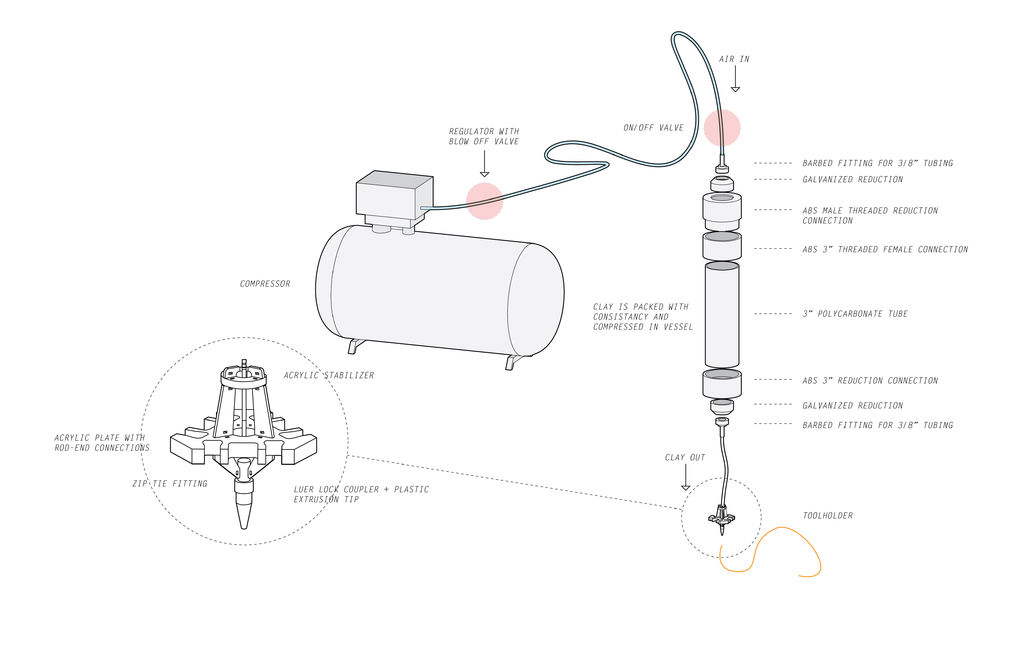 AIR IN
ON/OFF VALVE
REGULATOR WITH
BLOW OFF VALVE
BARBED FITTING FOR 3/8" TUBING
GALVANIZED REDUCTION
ABS MALE THREADED REDUCTION
CONNECTION
ABS 3" THREADED FEMALE CONNECTION
COMPRESSOR
CLAY IS PACKED WITH
CONSISTANCY AND
COMPRESSED IN VESSEL
3" POLYCARBONATE TUBE
ACRYLIC STABILIZER
ABS 3" REDUCTION CONNECTION
GALVANIZED REDUCTION
BARBED FITTING FOR 3/8" TUBING
ACRYLIC PLATE WITH
ROD-END CONNECTIONS
CLAY OUT
ZIP-TIE FITTING
LUER LOCK COUPLER + PLASTIC
EXTRUSION TIP
TOOLHOLDER